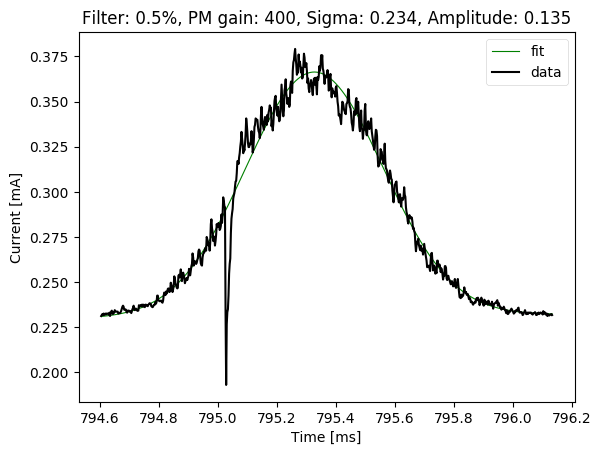 Filter: 0.5%, PM gain: 400, Sigma: 0.234, Amplitude: 0.135
fit
data
Current [mA]
0.375
0.350
0.325
0.300
0.275
0.250
0.225
0.200
794.6 794.8 795.0 795.2 795.4 795.6 795.8 796.0 796.2
Time [ms]